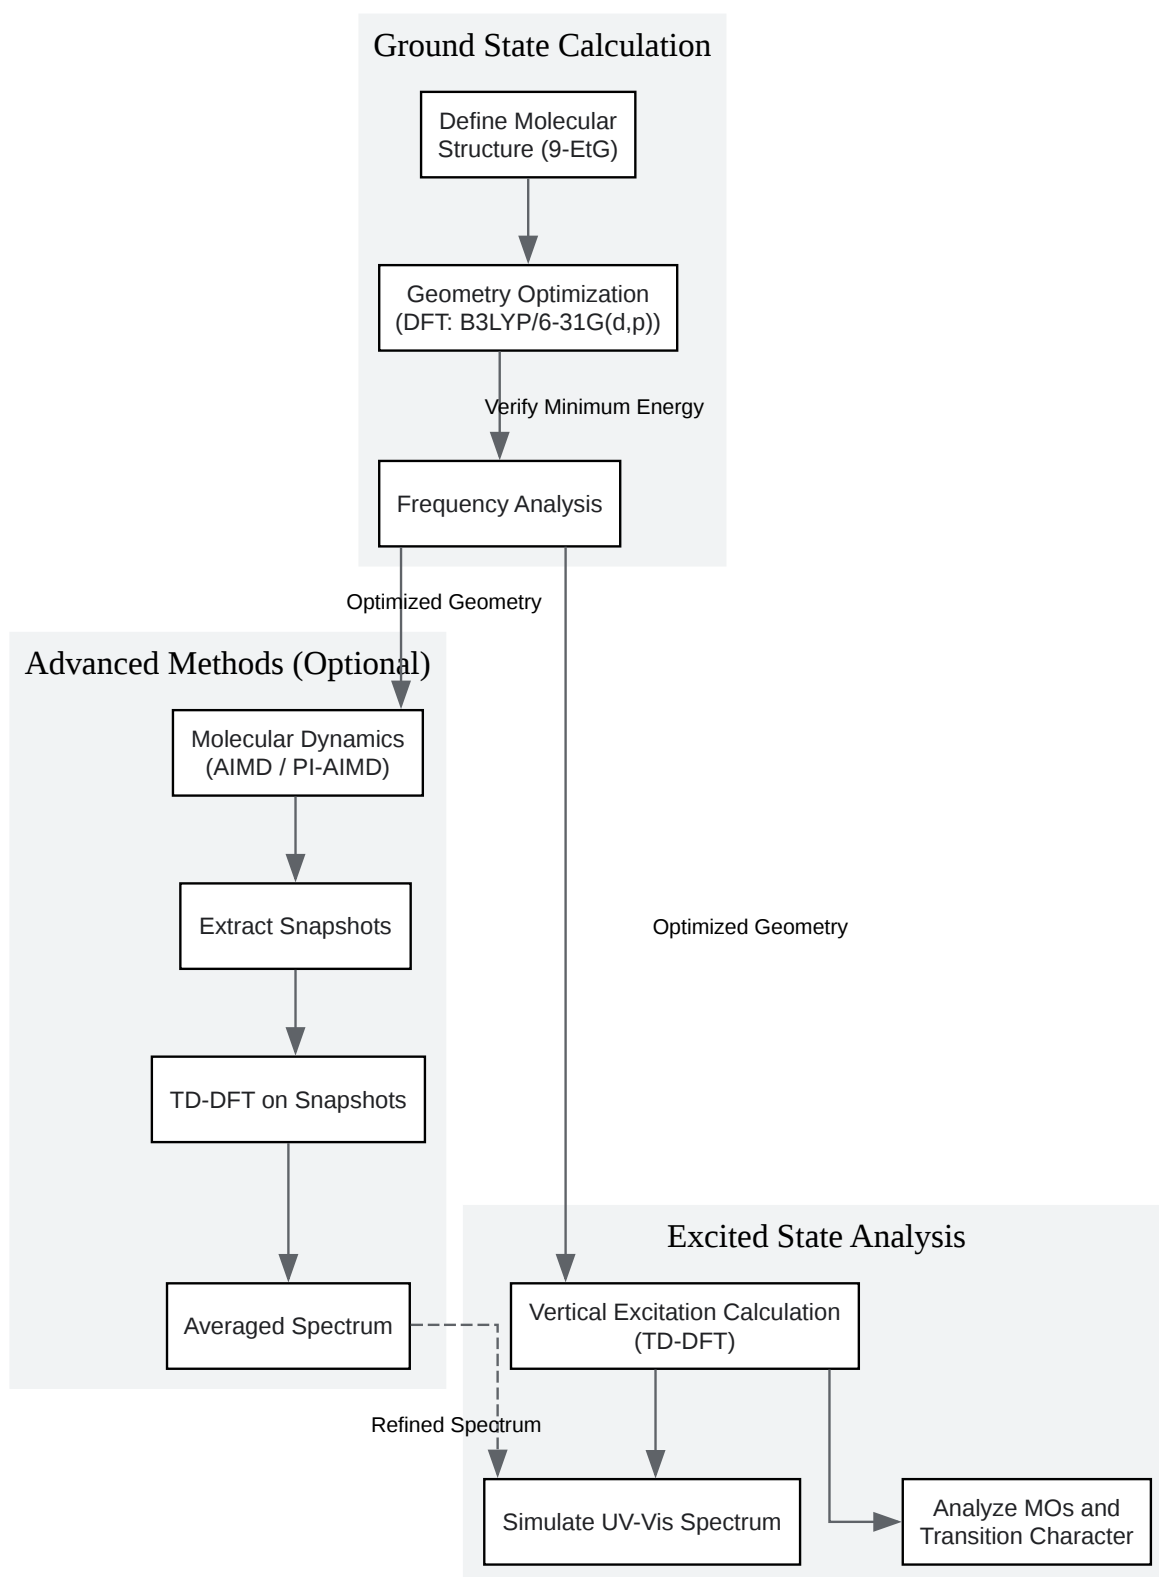 Ground State Calculation
Define Molecular
Structure (9-EtG)
Geometry Optimization
(DFT: B3LYP/6-31G(d,p))
Verify Minimum Energy
Frequency Analysis
Optimized Geometry
Advanced Methods (Optional)
Molecular Dynamics
(AIMD / PI-AIMD)
Extract Snapshots
Optimized Geometry
TD-DFT on Snapshots
Excited State Analysis
Averaged Spectrum
Vertical Excitation Calculation
(TD-DFT)
Refined Spectrum
Simulate UV-Vis Spectrum
Analyze MOs and
Transition Character